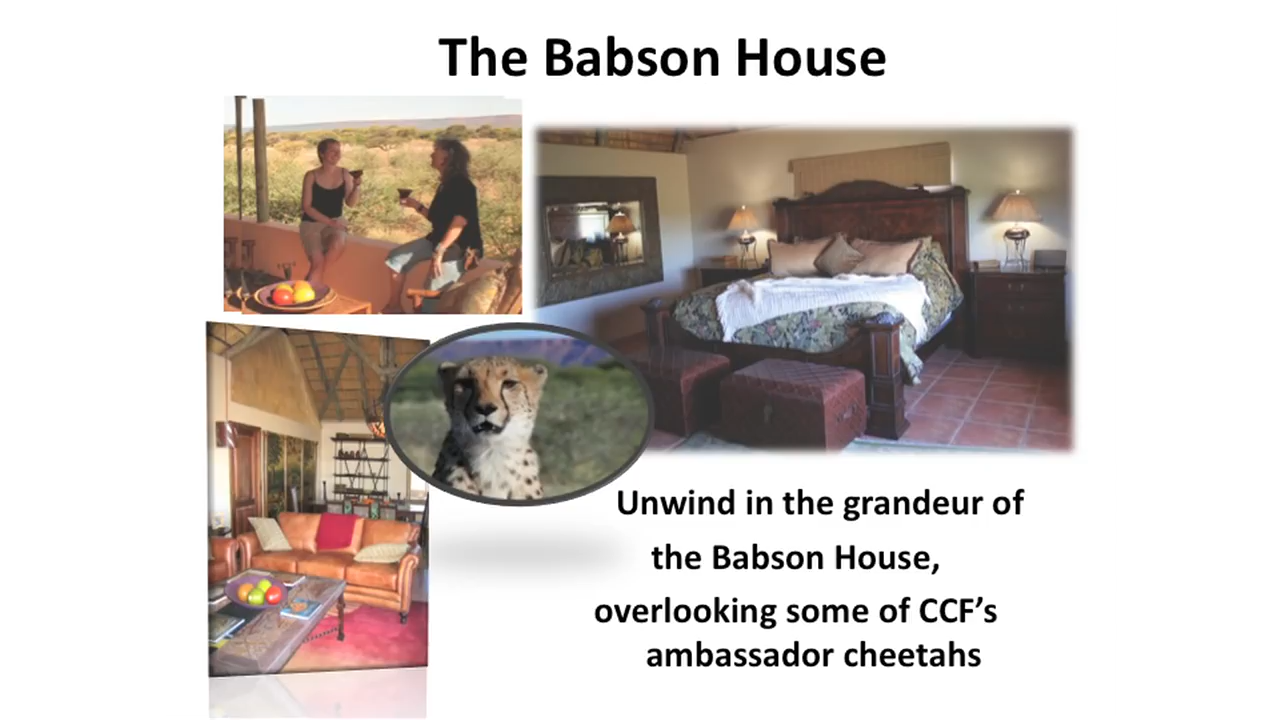 The Babson House
Unwind in the grandeur of
the Babson House,
overlooking some of CCF’s
ambassador cheetahs